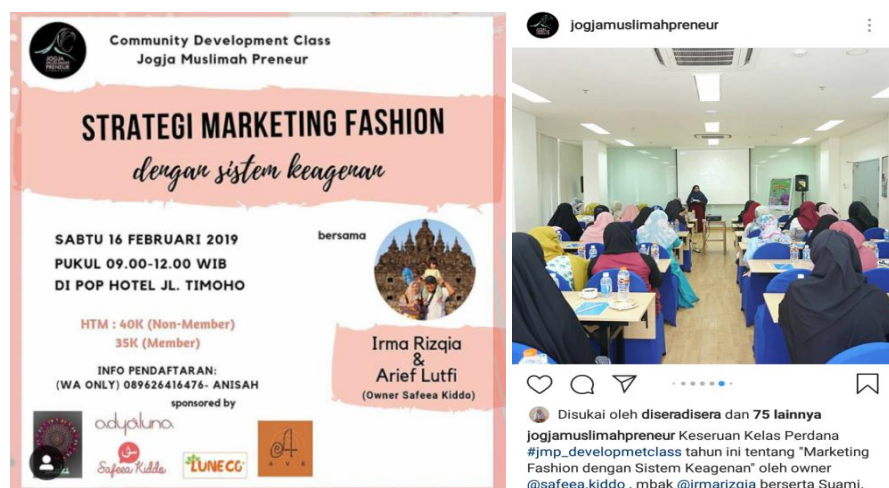 JOGJA
PRENEUR
Community Development Class
Jogja Muslimah Preneur
STRATEGI MARKETING FASHION
dengan sistem keagenan
SABTU 16 FEBRUARI 2019
PUKUL 09.00-12.00 WIB
DI POP HOTEL JL. TIMOHO
HTM : 40K (Non-Member)
35K (Member)
INFO PENDAFTARAN:
(WA ONLY) 089626416476- ANISAH
sponsored by
adyaluna
Safeea Kiddo
LUNECO
AVE
bersama
Irma Rizqia
&
Arief Lutfi
(Owner Safeea Kiddo)
jogjamuslimahpreneur
Disukai oleh diseradisera dan 75 lainnya
jogjamuslimahpreneur Keseruan Kelas Perdana
#jmp_developmetclass tahun ini tentang "Marketing
Fashion dengan Sistem Keagenan" oleh owner
@safeea.kiddo , mbak @irmarizqia berserta Suami.